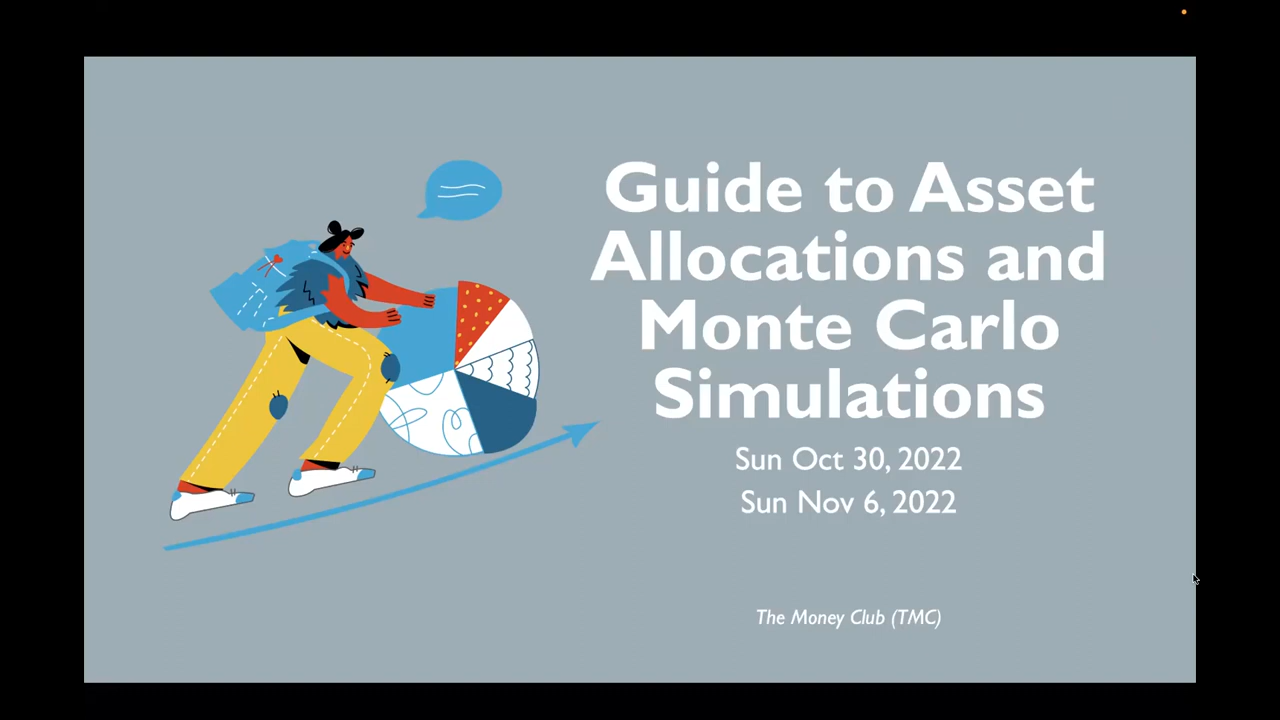 Guide to Asset
Allocations and
Monte Carlo
Simulations
Sun Oct 30, 2022
Sun Nov 6, 2022
The Money Club (TMC)